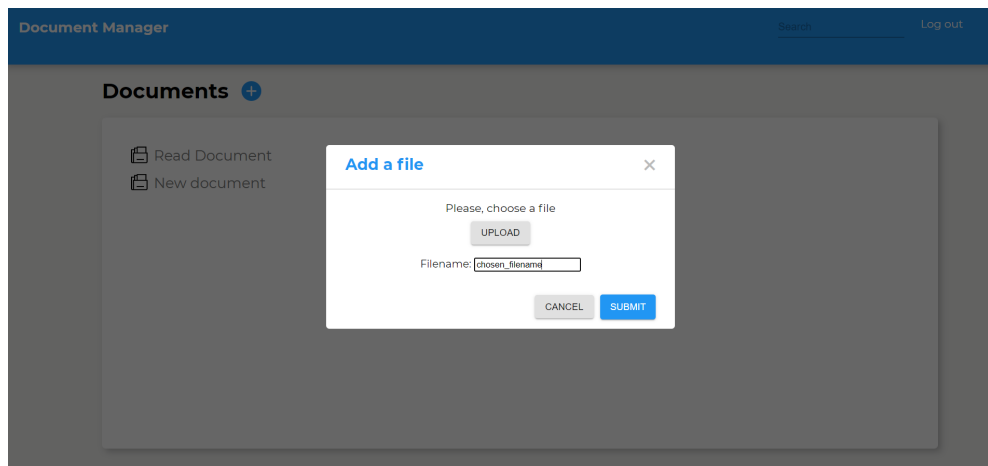 Document Manager
Search
Log out
Documents
Read Document
New document
Add a file
Please, choose a file
UPLOAD
Filename: chosen_filename
CANCEL SUBMIT